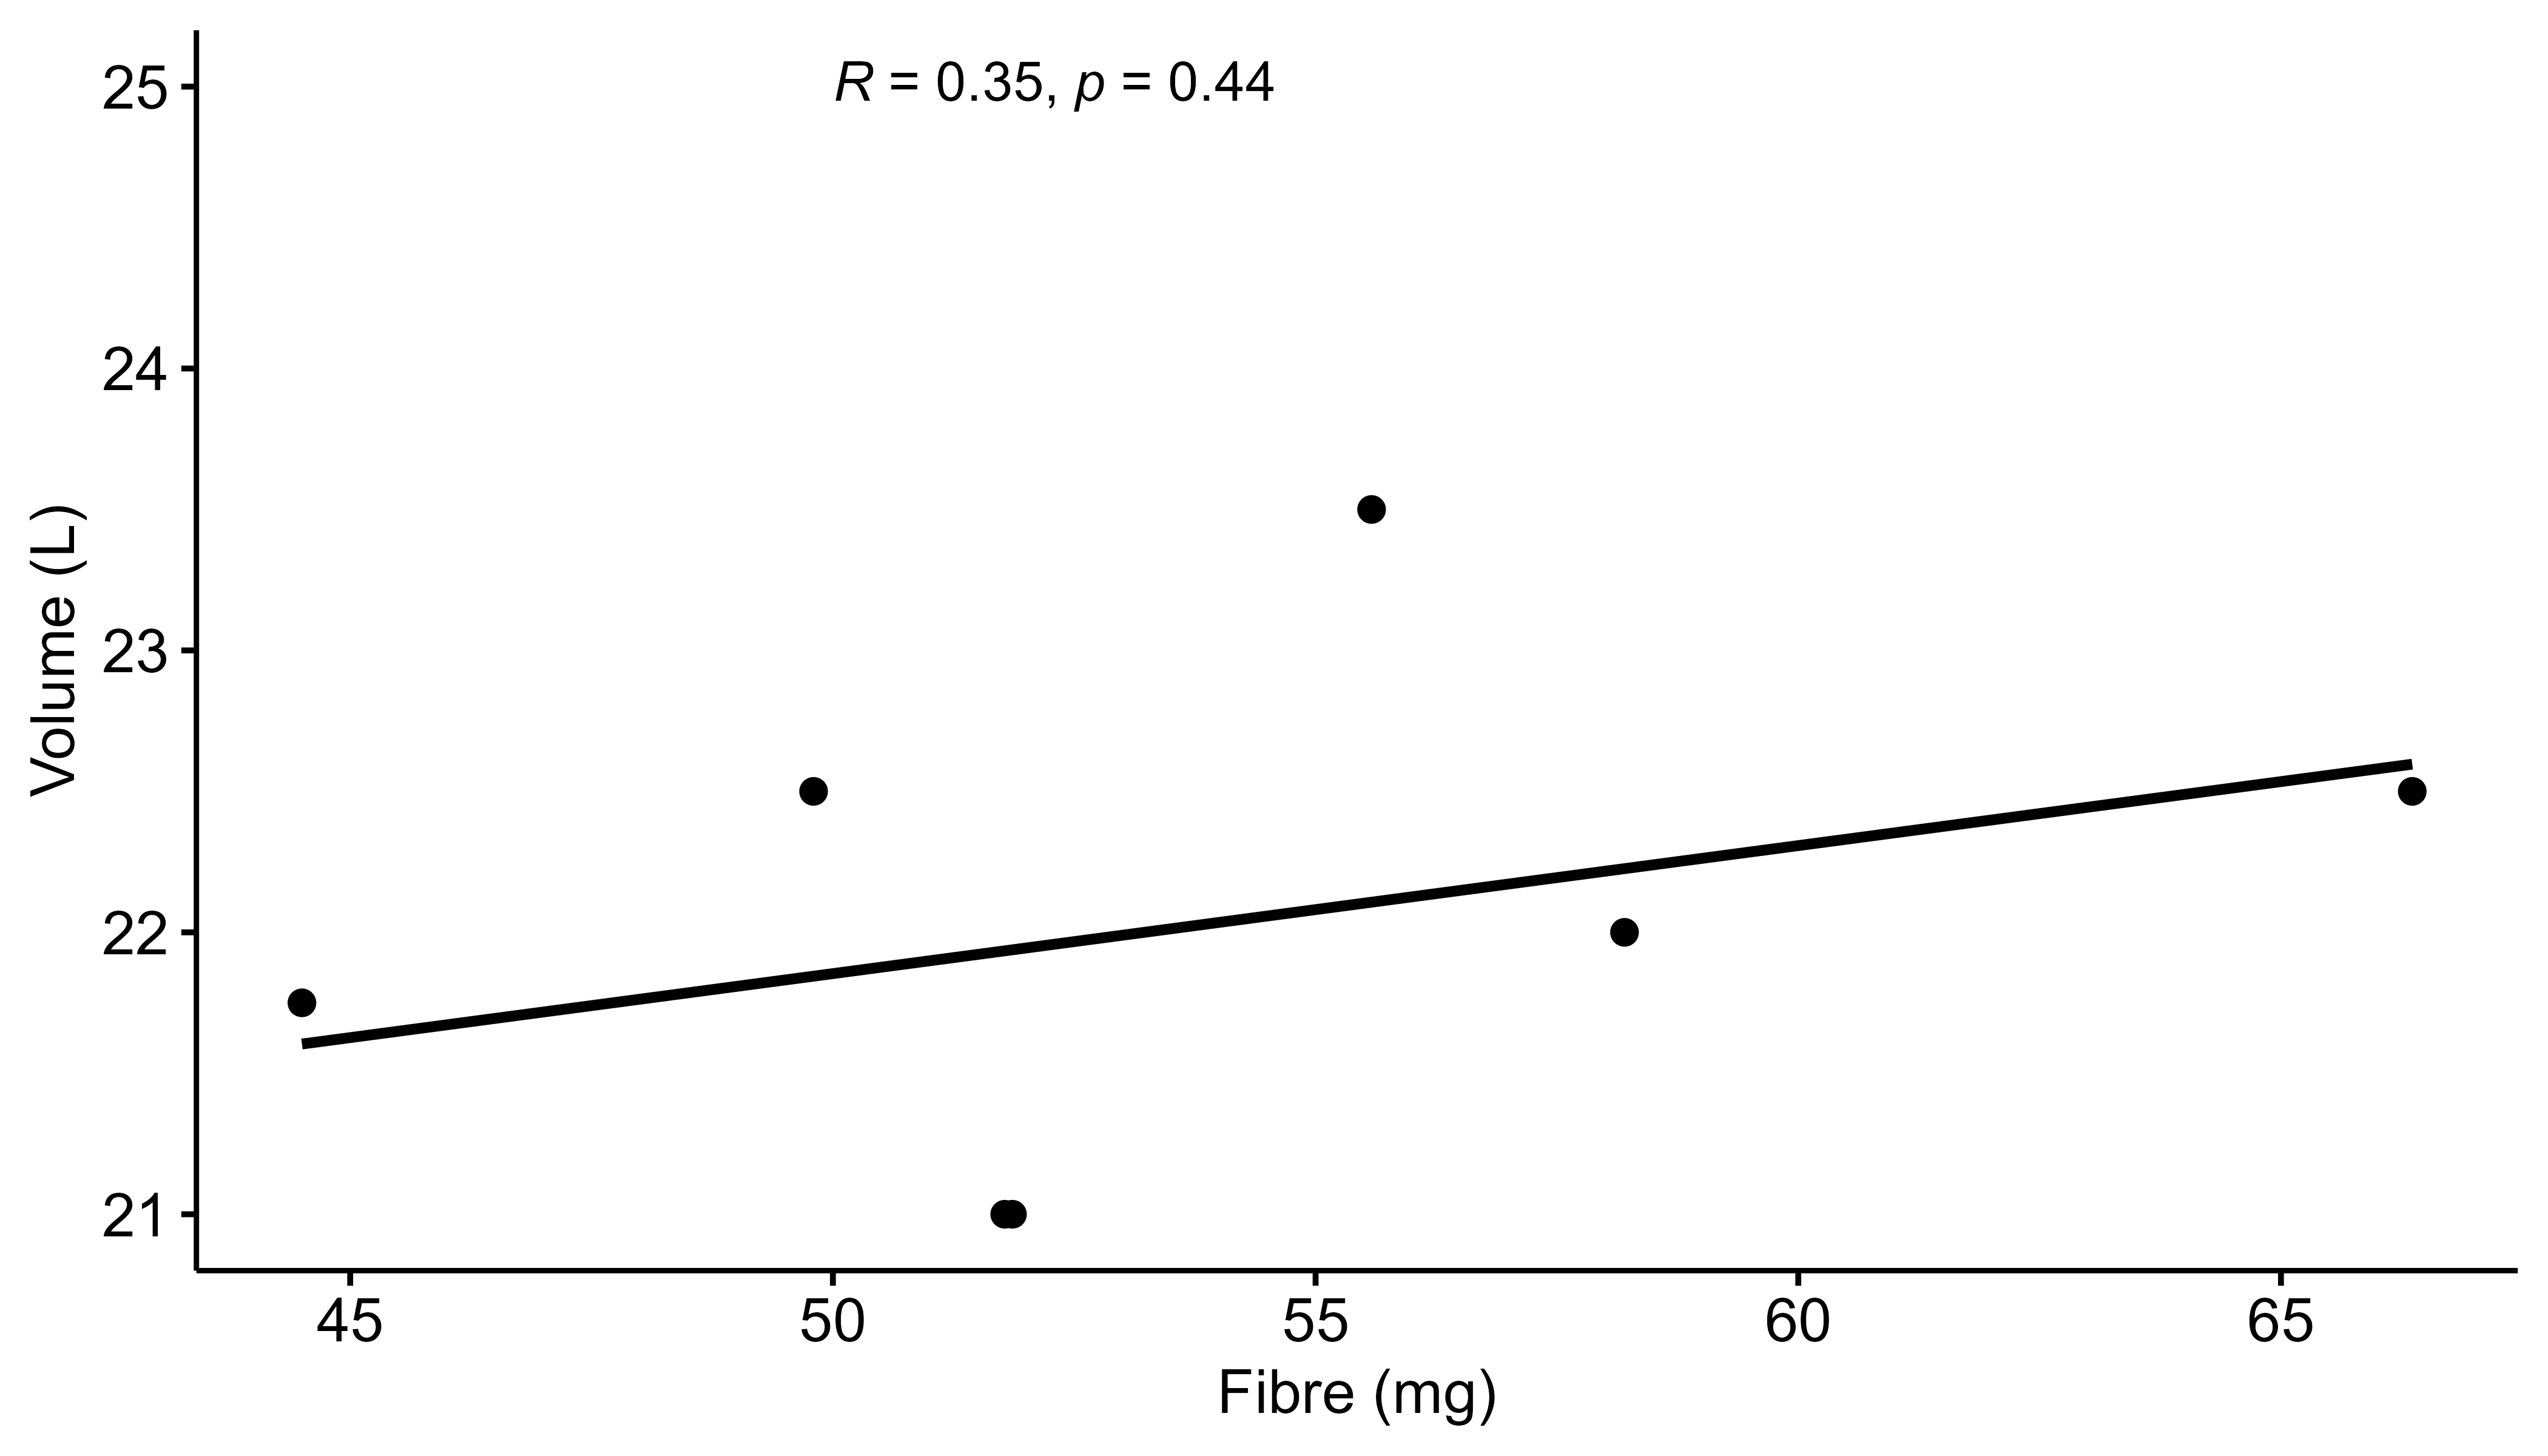 R = 0.35, p = 0.44
25
24
23
22
21
Volume (L)
45 50 55 60 65
Fibre (mg)